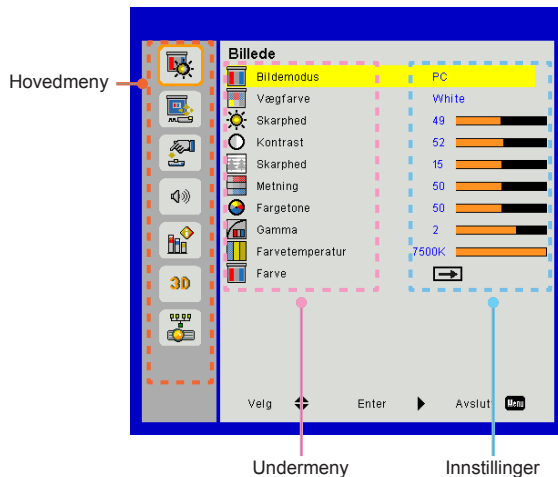 Billede
Hovedmeny
Bildemodus PC
Vægfarve White
Skarphed 49
Kontrast 52
Skarphed 15
Metning 50
Fargetone 50
Gamma 2
Farvetemperatur 7500K
3D
Farve
Velg Enter Avslut Menu
Undermeny Innstillinger